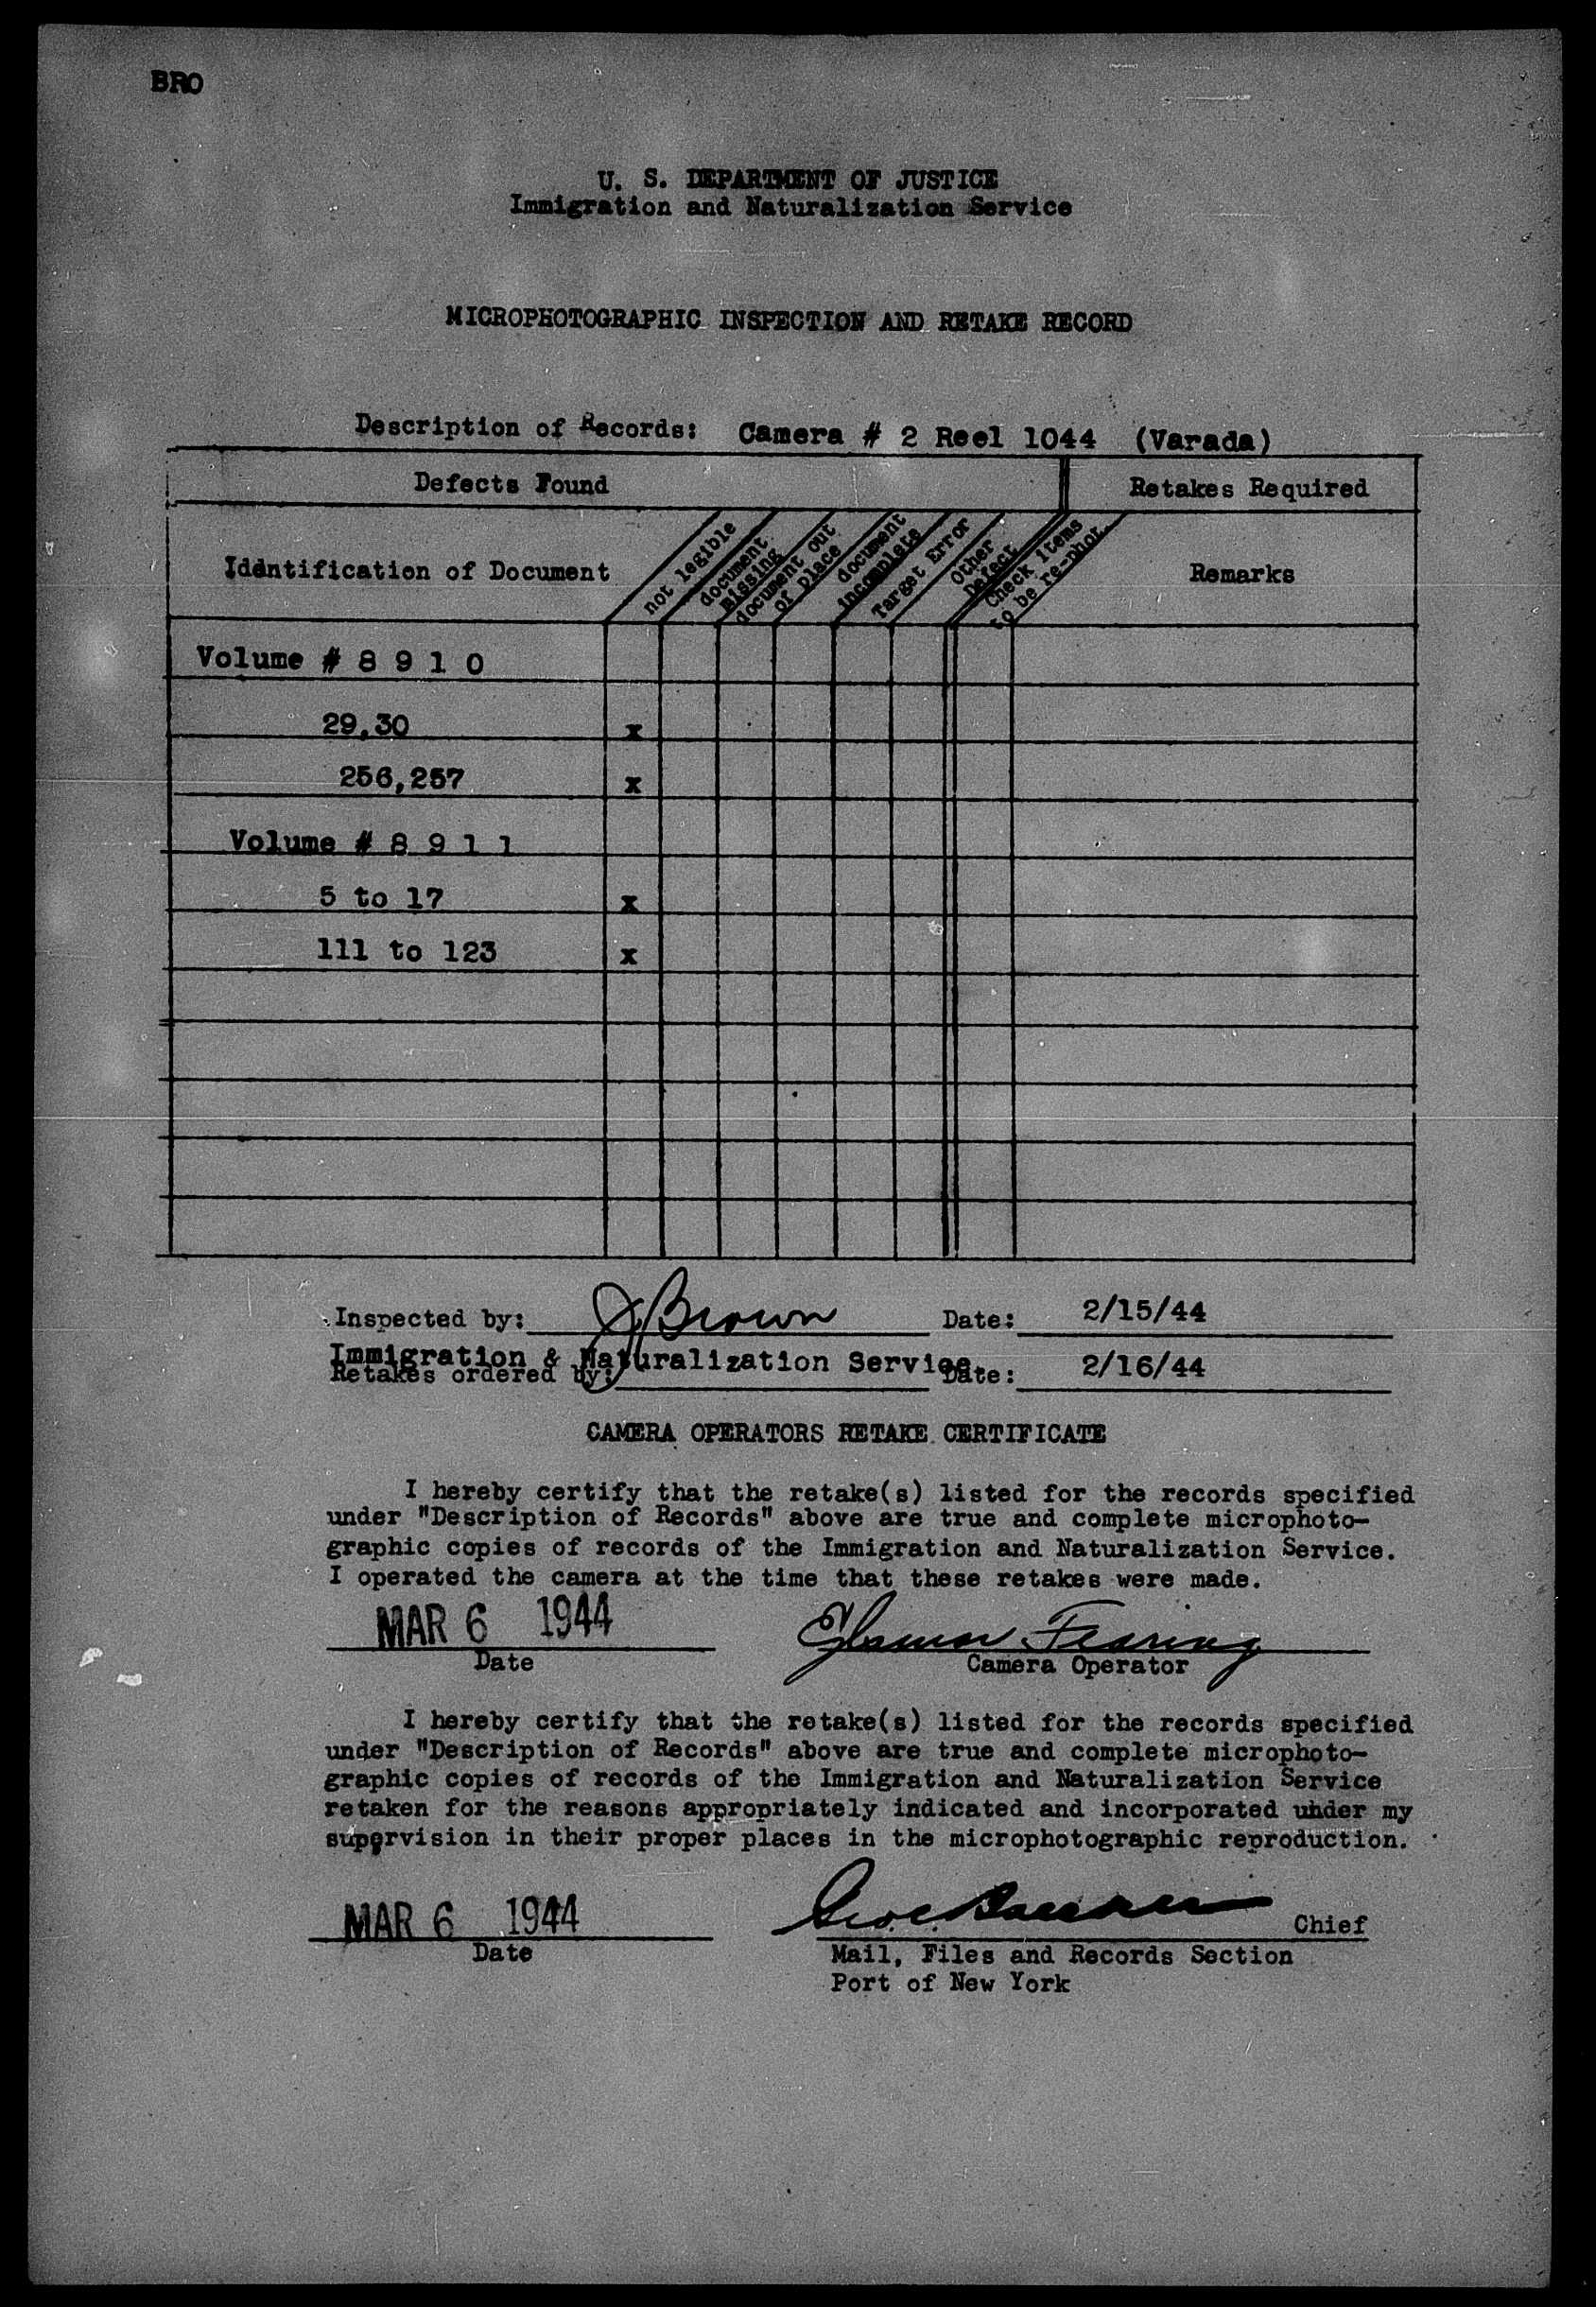 BRO
U. S. DEPARTMENT OF JUSTICE
Immigration and Naturalization Service
MICROPHOTOGRAPHIC INSPECTION AND RETAKE RECORD
Description of Records: Camera # 2 Reel 1044 (Varada)
Defects Found
Retakes Required
Iddntification of Document
not legible
document missing
document out of place
document incomplete
Target Error
Other Defect
Check items to be re-phot.
Remarks
Volume # 8 9 1 0
29,30 x
256,257 x
Volume # 8 9 1 1
5 to 17 x
111 to 123 x
Inspected by: J Brown Date: 2/15/44
Immigration & Naturalization Service.
Retakes ordered by: Date: 2/16/44
CAMERA OPERATORS RETAKE CERTIFICATE
I hereby certify that the retake(s) listed for the records specified
under "Description of Records" above are true and complete microphoto-
graphic copies of records of the Immigration and Naturalization Service.
I operated the camera at the time that these retakes were made.
MAR 6 1944
Date
Camera Operator
I hereby certify that the retake(s) listed for the records specified
under "Description of Records" above are true and complete microphoto-
graphic copies of records of the Immigration and Naturalization Service
retaken for the reasons appropriately indicated and incorporated under my
supervision in their proper places in the microphotographic reproduction.
MAR 6 1944
Date
Chief
Mail, Files and Records Section
Port of New York